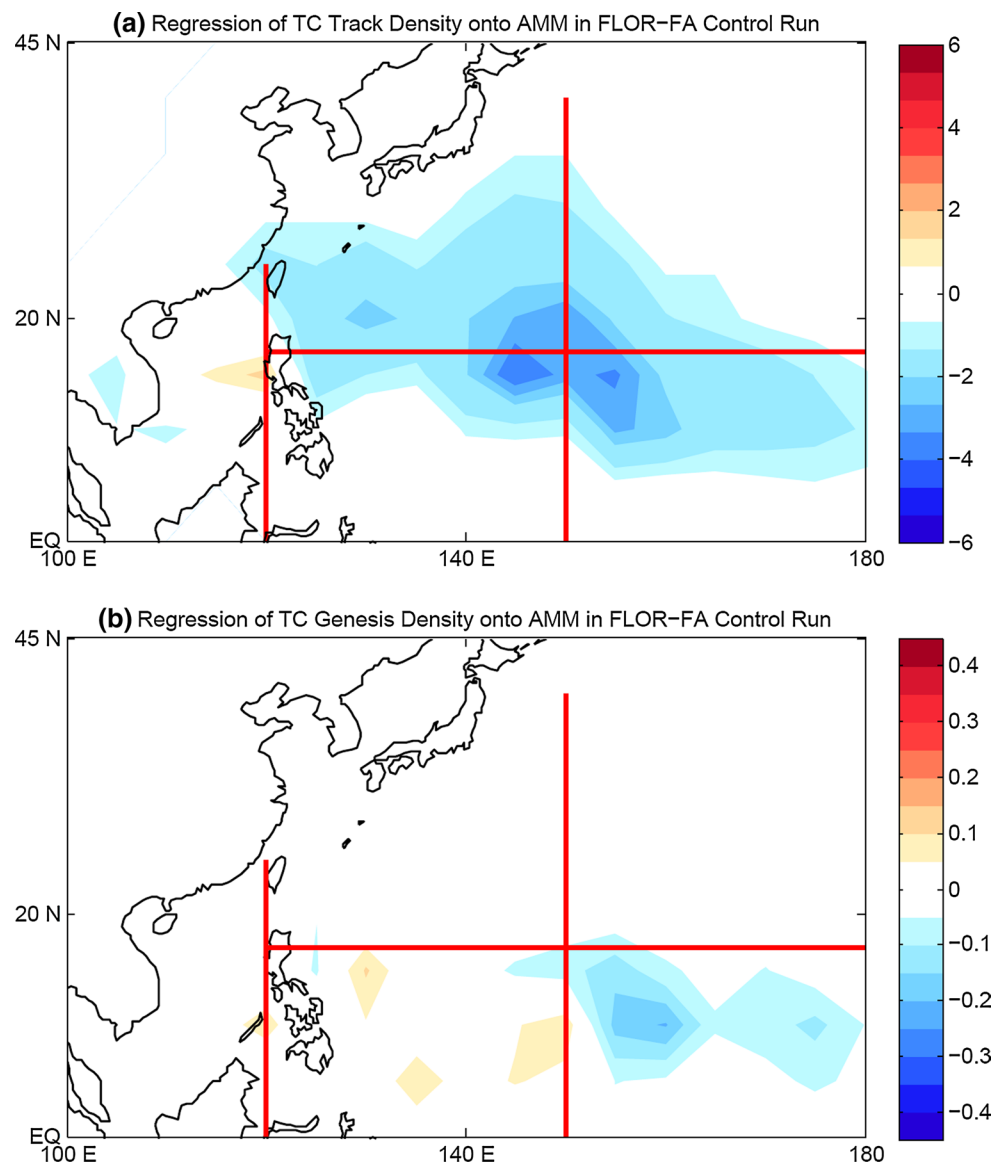 (a) Regression of TC Track Density onto AMM in FLOR−FA Control Run
45 N
20 N
EQ
100 E
140 E
180
6
4
2
0
−2
−4
−6
(b) Regression of TC Genesis Density onto AMM in FLOR−FA Control Run
45 N
20 N
EQ
100 E
140 E
180
0.4
0.3
0.2
0.1
0
−0.1
−0.2
−0.3
−0.4